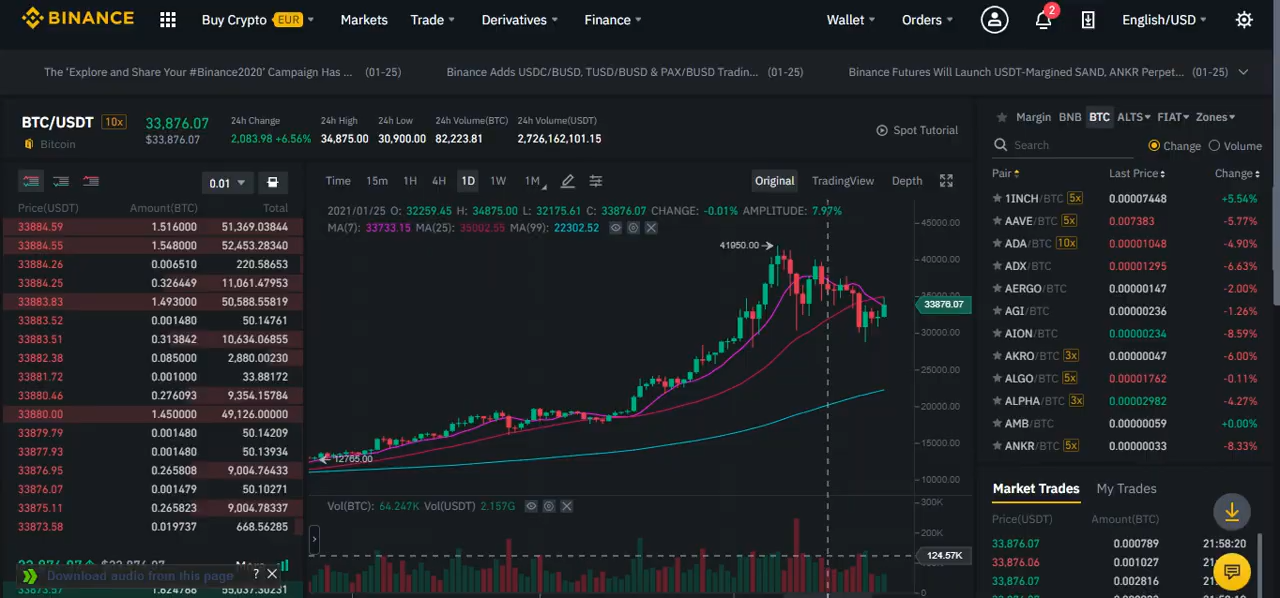 BINANCE Buy Crypto EUR Markets Trade Derivatives Finance Wallet Orders 2 English/USD
The 'Explore and Share Your #Binance2020' Campaign Has ... (01-25) Binance Adds USDC/BUSD, TUSD/BUSD & PAX/BUSD Tradin... (01-25) Binance Futures Will Launch USDT-Margined SAND, ANKR Perpet... (01-25)
BTC/USDT 10x
Bitcoin
33,876.07
$33,876.07
24h Change
2,083.98 +6.56%
24h High
34,875.00
24h Low
30,900.00
24h Volume(BTC)
82,223.81
24h Volume(USDT)
2,726,162,101.15
Spot Tutorial
0.01
Price(USDT) Amount(BTC) Total
33884.59 1.516000 51,369.03844
33884.55 1.548000 52,453.28340
33884.26 0.006510 220.58653
33884.25 0.326449 11,061.47953
33883.83 1.493000 50,588.55819
33883.52 0.001480 50.14761
33883.51 0.313842 10,634.06855
33882.38 0.085000 2,880.00230
33881.72 0.001000 33.88172
33880.46 0.276093 9,354.15784
33880.00 1.450000 49,126.00000
33879.79 0.001480 50.14209
33877.93 0.001480 50.13934
33876.95 0.265808 9,004.76433
33876.07 0.001479 50.10271
33875.11 0.265823 9,004.78337
33873.58 0.019737 668.56285
Download audio from this page ?
Time 15m 1H 4H 1D 1W 1M Original TradingView Depth
2021/01/25 O: 32259.45 H: 34875.00 L: 32175.61 C: 33876.07 CHANGE: -0.01% AMPLITUDE: 7.97%
MA(7): 33733.15 MA(25): 35002.55 MA(99): 22302.52
45000.00
41950.00
40000.00
33876.07
30000.00
25000.00
20000.00
15000.00
12765.00
10000.00
Vol(BTC): 64.247K Vol(USDT) 2.157G
300K
200K
124.57K
0
Margin BNB BTC ALTS FIAT Zones
Search Change Volume
Pair Last Price Change
1INCH/BTC 5x 0.00007448 +5.54%
AAVE/BTC 5x 0.007383 -5.77%
ADA/BTC 10x 0.00001048 -4.90%
ADX/BTC 0.00001295 -6.63%
AERGO/BTC 0.00000147 -2.00%
AGI/BTC 0.00000236 -1.26%
AION/BTC 0.00000234 -8.59%
AKRO/BTC 3x 0.00000047 -6.00%
ALGO/BTC 5x 0.00001762 -0.11%
ALPHA/BTC 3x 0.00002982 -4.27%
AMB/BTC 0.00000059 +0.00%
ANKR/BTC 5x 0.00000033 -8.33%
Market Trades My Trades
Price(USDT) Amount(BTC)
33,876.07 0.000789 21:58:20
33,876.06 0.001027
33,876.07 0.002816